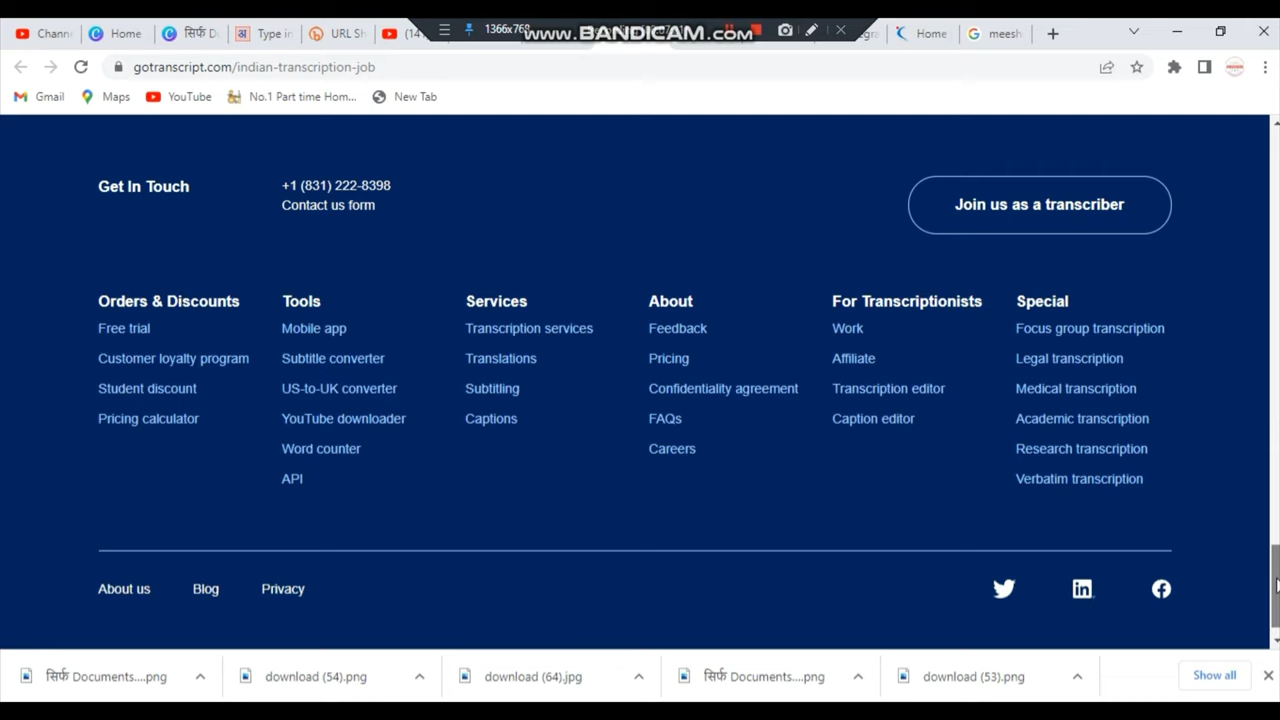 Chann
Home
सिर्फ D
Type in
URL Sh
(14
1366x768
www.BANDICAM.com
Home
meesh
gotranscript.com/indian-transcription-job
Gmail
Maps
YouTube
No.1 Part time Hom...
New Tab
Get In Touch
+1 (831) 222-8398
Contact us form
Join us as a transcriber
Orders & Discounts
Free trial
Customer loyalty program
Student discount
Pricing calculator
Tools
Mobile app
Subtitle converter
US-to-UK converter
YouTube downloader
Word counter
API
Services
Transcription services
Translations
Subtitling
Captions
About
Feedback
Pricing
Confidentiality agreement
FAQs
Careers
For Transcriptionists
Work
Affiliate
Transcription editor
Caption editor
Special
Focus group transcription
Legal transcription
Medical transcription
Academic transcription
Research transcription
Verbatim transcription
About us
Blog
Privacy
सिर्फ Documents....png
download (54).png
download (64).jpg
सिर्फ Documents....png
download (53).png
Show all